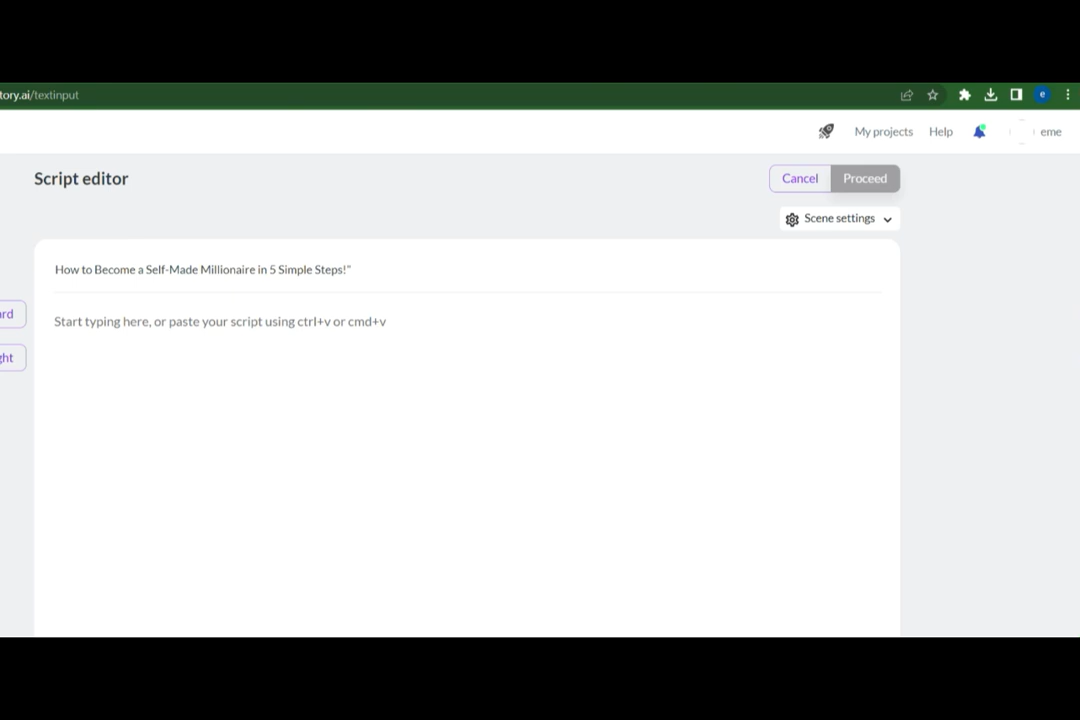 tory.ai/textinput
e
My projects
Help
eme
Script editor
Cancel
Proceed
Scene settings
How to Become a Self-Made Millionaire in 5 Simple Steps!"
Start typing here, or paste your script using ctrl+v or cmd+v
ard
ght